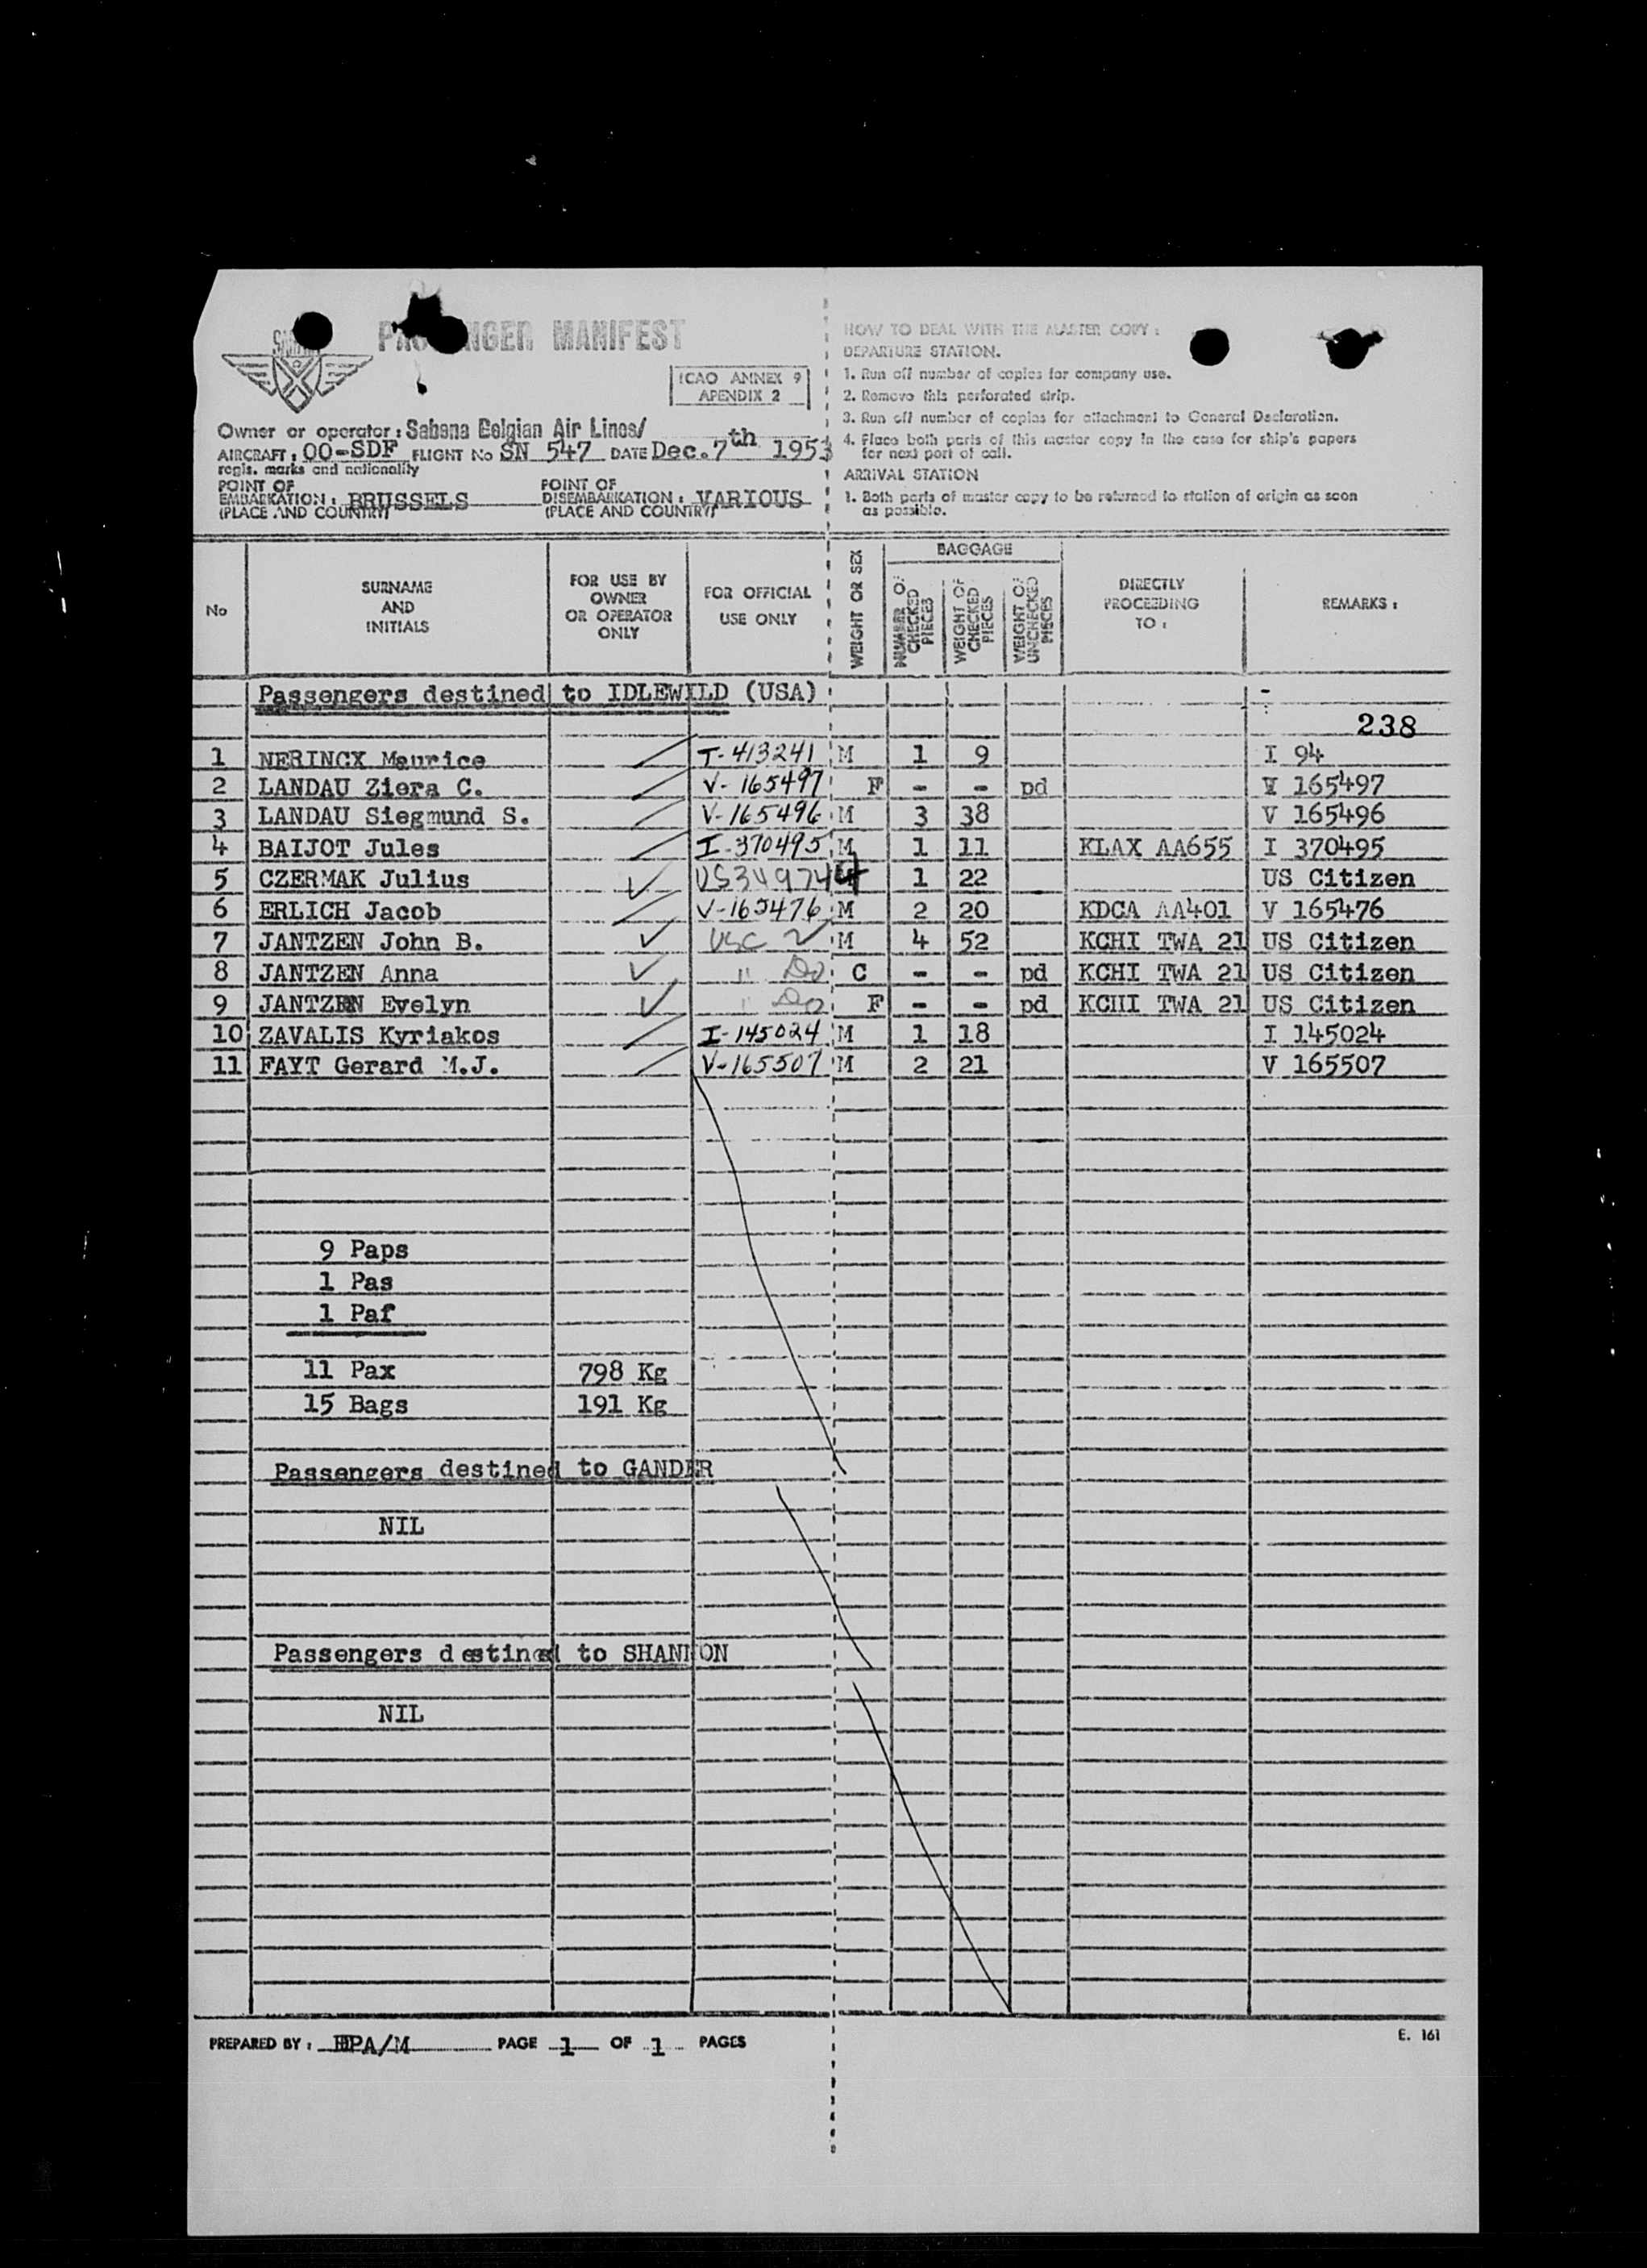 MANIFEST
ICAO ANNEX 9
APENDIX 2
Owner or operator : Sabena Belgian Air Lines/
AIRCRAFT : OO-SDF FLIGHT No SN 547 DATE Dec. 7th 1953
regis. marks and nationality
POINT OF EMBARKATION : BRUSSELS
(PLACE AND COUNTRY)
POINT OF DISEMBARKATION : VARIOUS
(PLACE AND COUNTRY)
HOW TO DEAL WITH THE MASTER COPY :
DEPARTURE STATION.
1. Run off number of copies for company use.
2. Remove this perforated strip.
3. Run off number of copies for attachment to General Declaration.
4. Place both parts of this master copy in the case for ship's papers
for next port of call.
ARRIVAL STATION
1. Both parts of master copy to be returned to station of origin as soon
as possible.
No
SURNAME
AND
INITIALS
FOR USE BY
OWNER
OR OPERATOR
ONLY
FOR OFFICIAL
USE ONLY
WEIGHT OR SEX
BAGGAGE
NUMBER OF
CHECKED
PIECES
WEIGHT OF
CHECKED
PIECES
WEIGHT OF
UNCHECKED
PIECES
DIRECTLY
PROCEEDING
TO :
REMARKS :
Passengers destined to IDLEWILD (USA) -
238
1 NERINCX Maurice I-413241 M 1 9 I 94
2 LANDAU Ziera C. V-165497 F - - pd V 165497
3 LANDAU Siegmund S. V-165496 M 3 38 V 165496
4 BAIJOT Jules I-370495 M 1 11 KLAX AA655 I 370495
5 CZERMAK Julius ✓ US349744 1 22 US Citizen
6 ERLICH Jacob V-165476 M 2 20 KDCA AA401 V 165476
7 JANTZEN John B. ✓ USC ✓ M 4 52 KCHI TWA 21 US Citizen
8 JANTZEN Anna ✓ " Do C - - pd KCHI TWA 21 US Citizen
9 JANTZEN Evelyn ✓ " Do F - - pd KCHI TWA 21 US Citizen
10 ZAVALIS Kyriakos I-145024 M 1 18 I 145024
11 FAYT Gerard M.J. V-165507 M 2 21 V 165507
9 Paps
1 Pas
1 Paf
11 Pax 798 Kg
15 Bags 191 Kg
Passengers destined to GANDER
NIL
Passengers destined to SHANNON
NIL
PREPARED BY : PA/M PAGE 1 OF 1 PAGES
E. 161